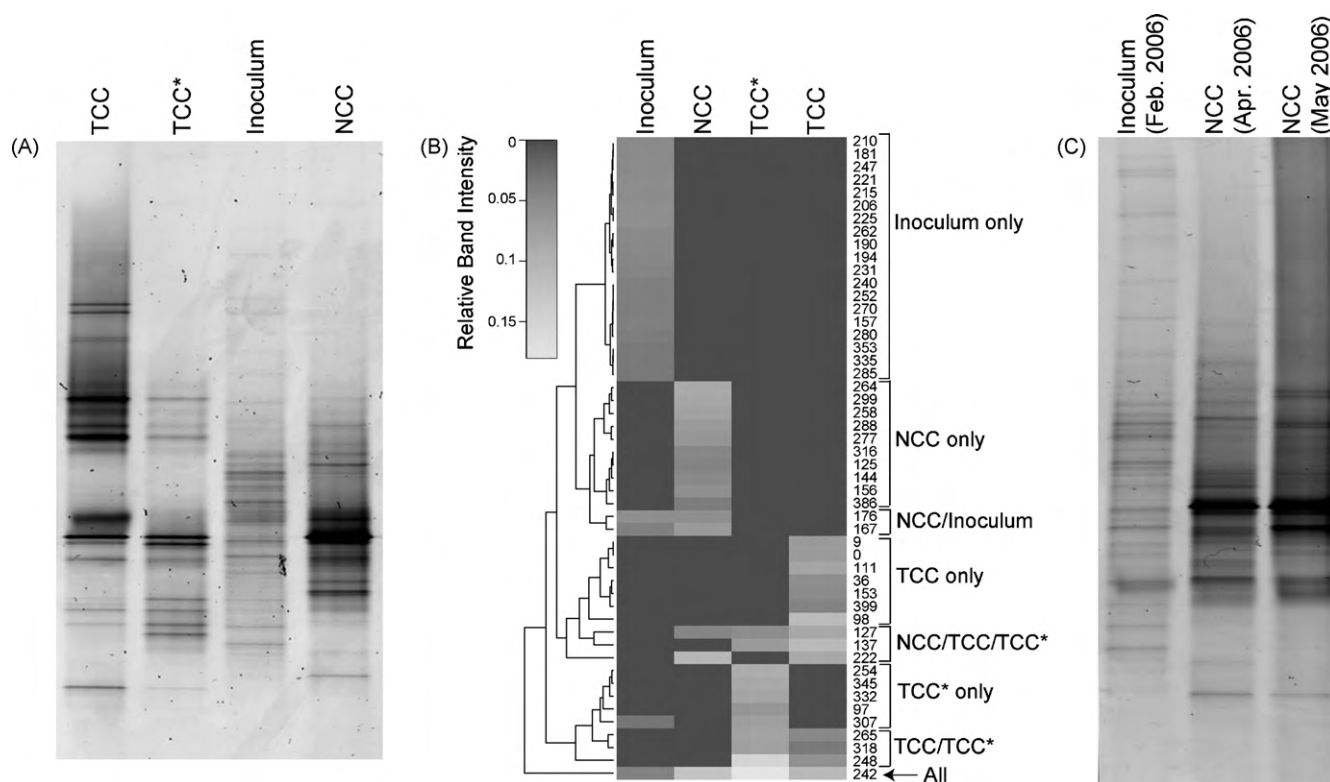 (A)
TCC
TCC*
Inoculum
NCC
(B)
Relative Band Intensity
0
0.05
0.1
0.15
Inoculum
NCC
TCC*
TCC
210
181
247
221
215
206
225
262
190
194
231
240
252
270
157
280
353
335
285
264
299
258
288
277
316
125
144
156
386
176
167
9
0
111
36
153
399
98
127
137
222
254
345
332
97
307
265
318
248
242
Inoculum only
NCC only
NCC/Inoculum
TCC only
NCC/TCC/TCC*
TCC* only
TCC/TCC*
All
(C)
Inoculum
(Feb. 2006)
NCC
(Apr. 2006)
NCC
(May 2006)